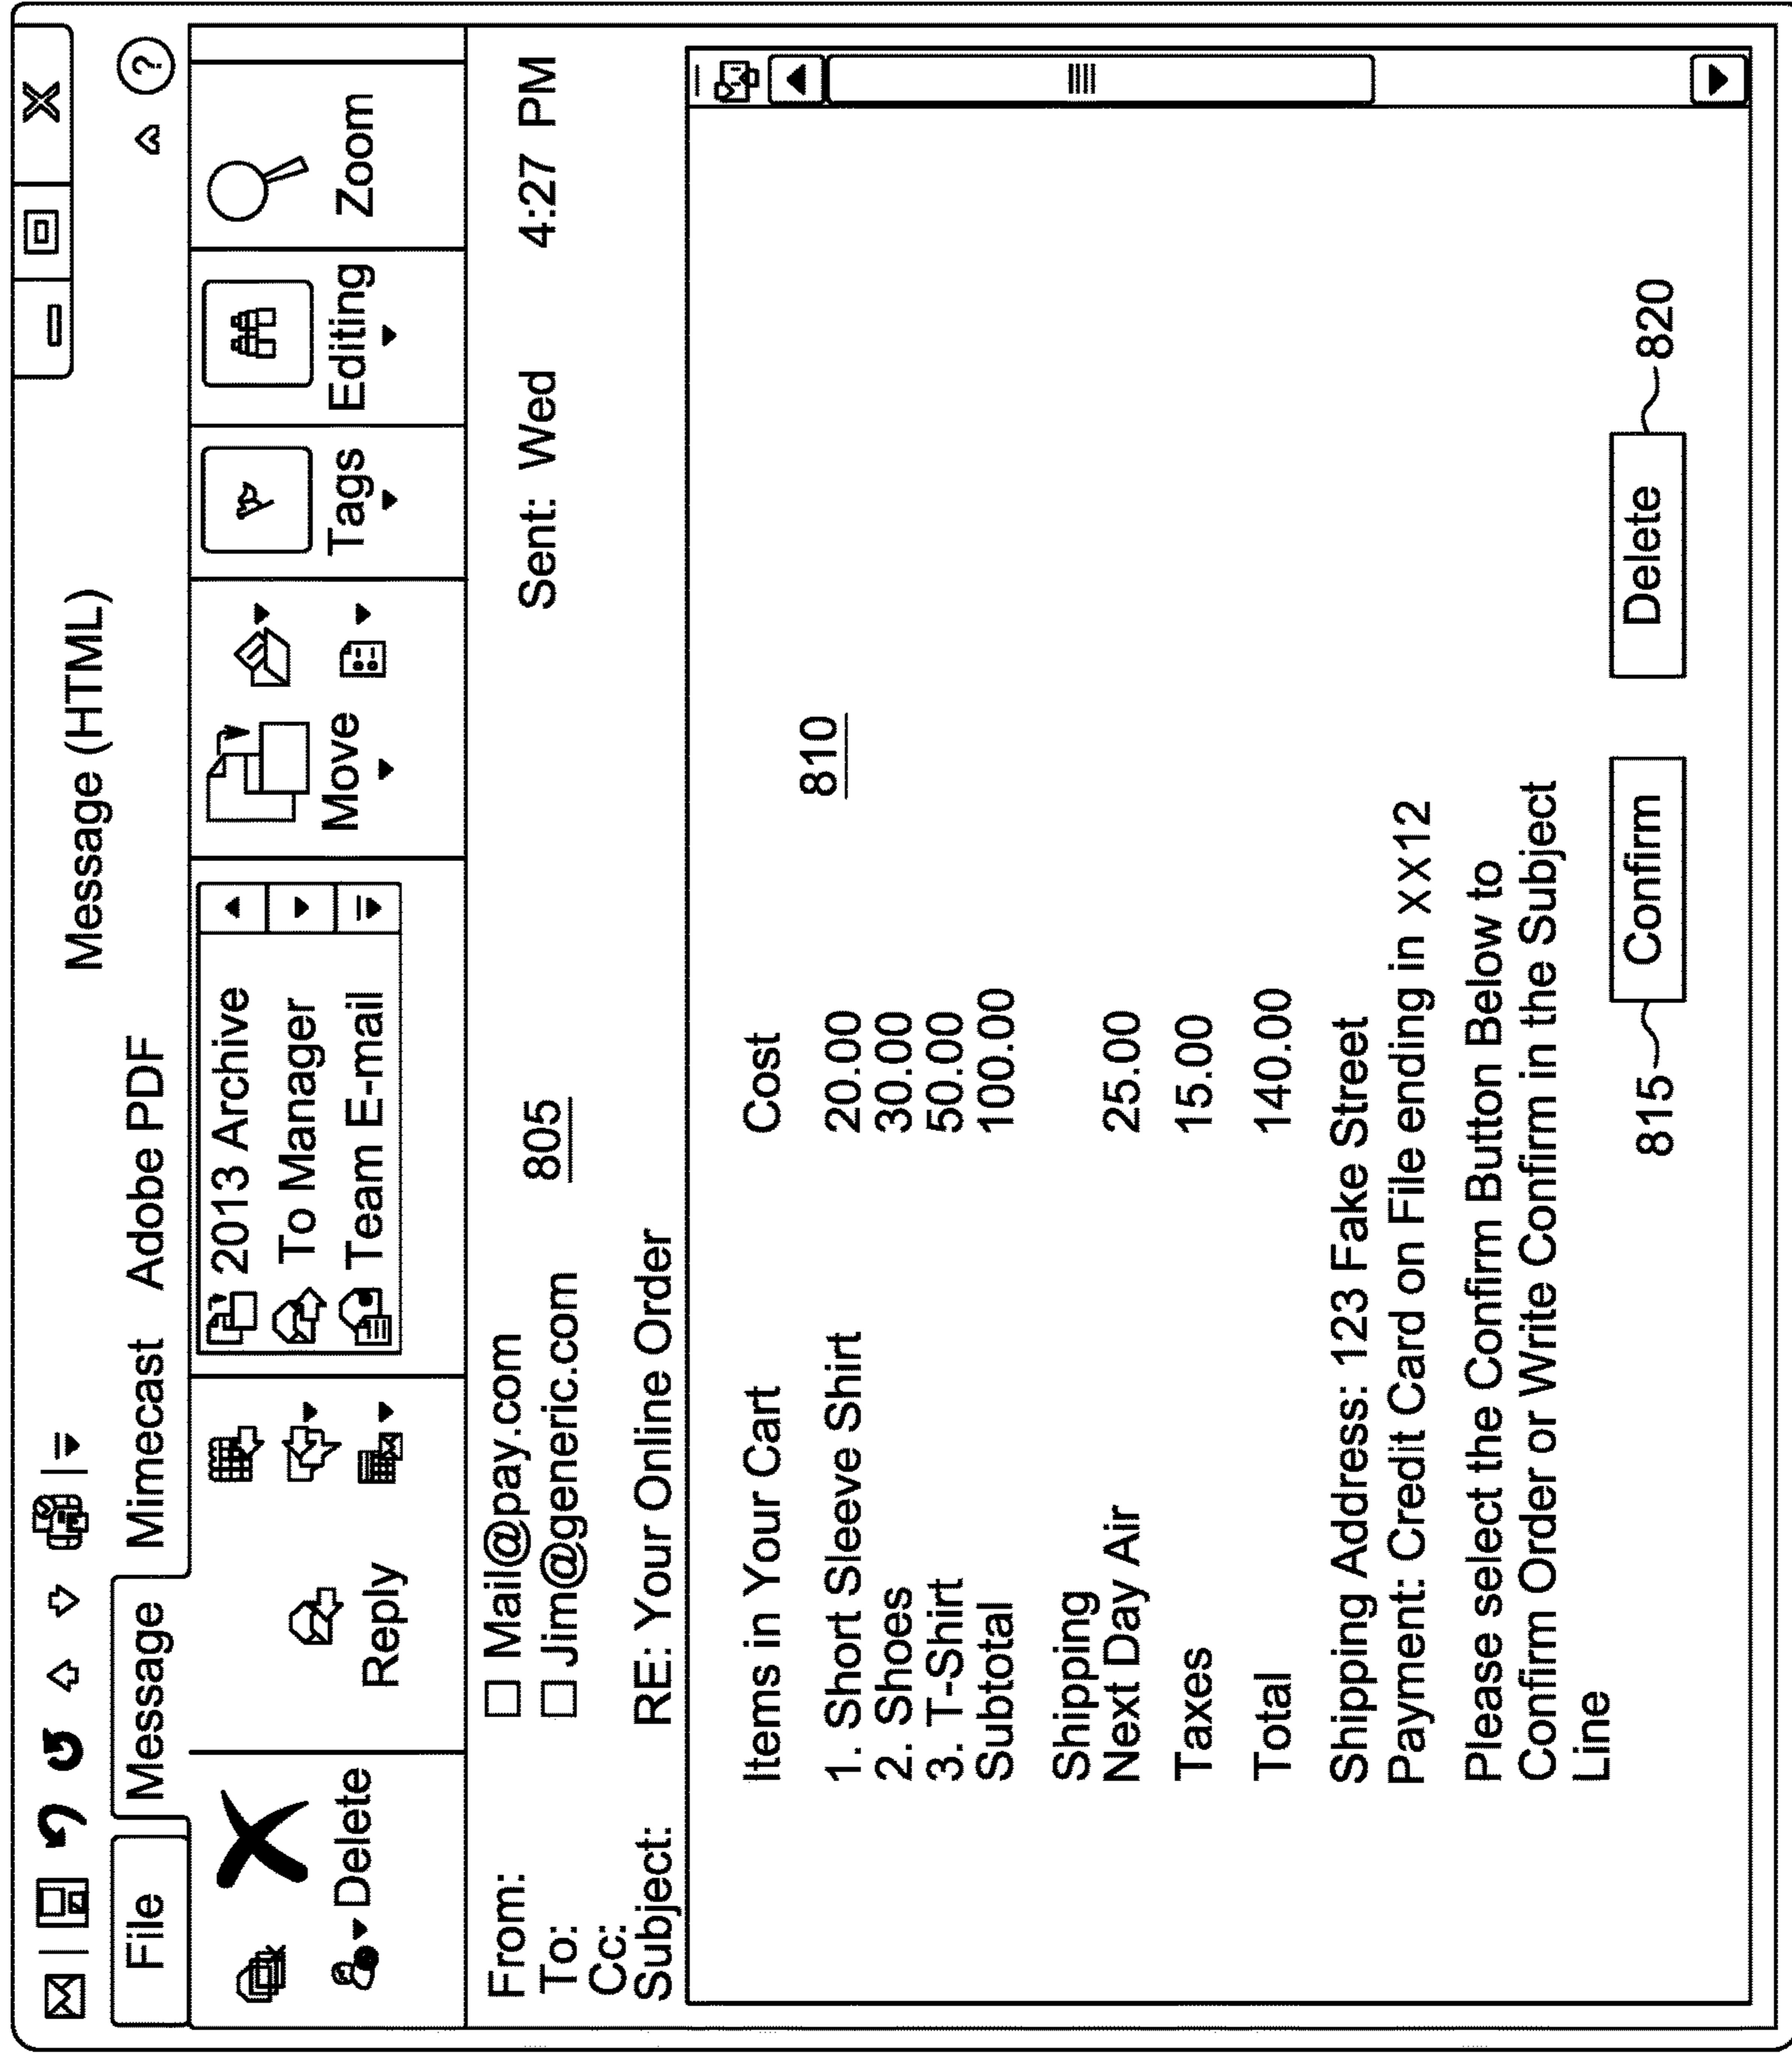 Message (HTML)
File Message Mimecast Adobe PDF
?
2013 Archive
To Manager
Team E-mail
Delete Reply Move Tags Editing Zoom
From: Mail@pay.com
To: Jim@generic.com
805
Sent: Wed 4:27 PM
Cc:
Subject: RE: Your Online Order
Items in Your Cart Cost
810
1. Short Sleeve Shirt 20.00
2. Shoes 30.00
3. T-Shirt 50.00
Subtotal 100.00
Shipping
Next Day Air 25.00
Taxes 15.00
Total 140.00
Shipping Address: 123 Fake Street
Payment: Credit Card on File ending in xx12
Please select the Confirm Button Below to
Confirm Order or Write Confirm in the Subject
Line
815 Confirm Delete 820